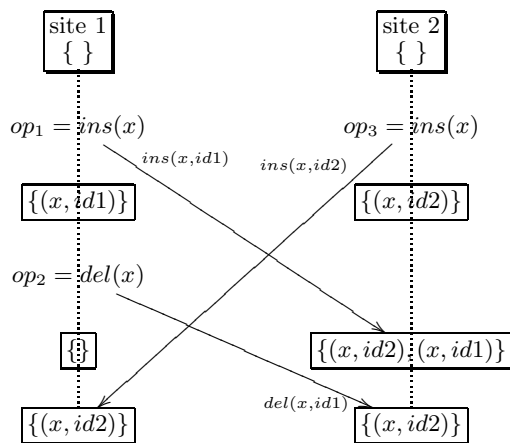 site 1
{ }
site 2
{ }
op₁ = ins(x)
op₃ = ins(x)
ins(x,id1)
ins(x,id2)
{(x, id1)}
{(x, id2)}
op₂ = del(x)
{}
{(x, id2), (x, id1)}
del(x,id1)
{(x, id2)}
{(x, id2)}